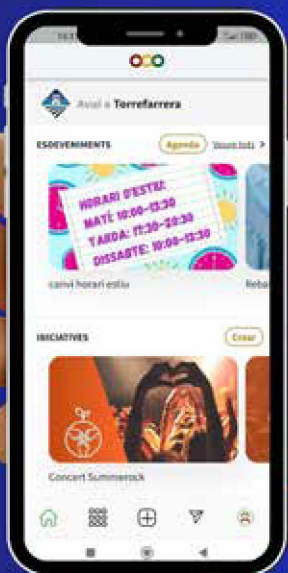 Avui a Torrefarrera
ESDEVENIMENTS
Agenda
Veure tots >
HORARI D'ESTIU:
MATÍ: 10:00-13:30
TARDA: 17:30-20:30
DISSABTE: 10:00-13:30
canvi horari estiu
Reba
INICIATIVES
Crear
Concert Summerock